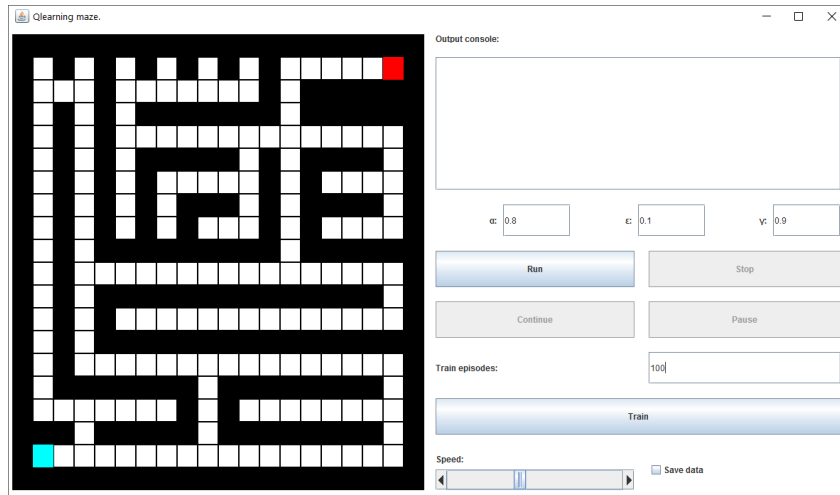 Qlearning maze.
Output console:
α: 0.8 ε: 0.1 γ: 0.9
Run Stop
Continue Pause
Train episodes: 100
Train
Speed:
Save data